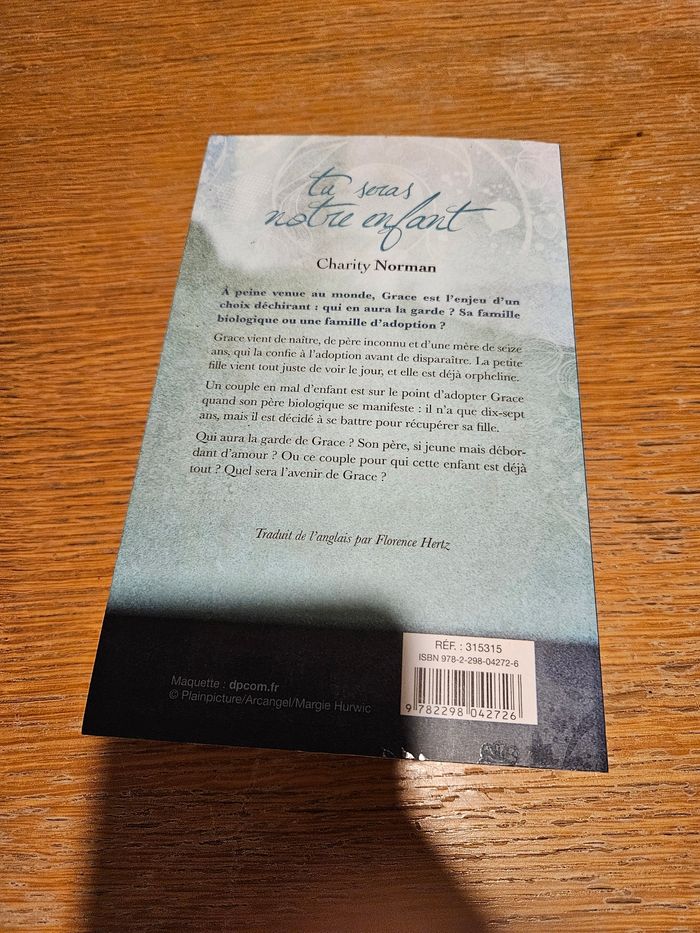 tu seras
notre enfant
Charity Norman
À peine venue au monde, Grace est l'enjeu d'un
choix déchirant : qui en aura la garde ? Sa famille
biologique ou une famille d'adoption ?
Grace vient de naître, de père inconnu et d'une mère de seize
ans, qui la confie à l'adoption avant de disparaître. La petite
fille vient tout juste de voir le jour, et elle est déjà orpheline.
Un couple en mal d'enfant est sur le point d'adopter Grace
quand son père biologique se manifeste : il n'a que dix-sept
ans, mais il est décidé à se battre pour récupérer sa fille.
Qui aura la garde de Grace ? Son père, si jeune mais débor-
dant d'amour ? Ou ce couple pour qui cette enfant est déjà
tout ? Quel sera l'avenir de Grace ?
Traduit de l'anglais par Florence Hertz
RÉF. : 315315
ISBN 978-2-298-04272-6
9 782298 042726
Maquette : dpcom.fr
© Plainpicture/Arcangel/Margie Hurwic